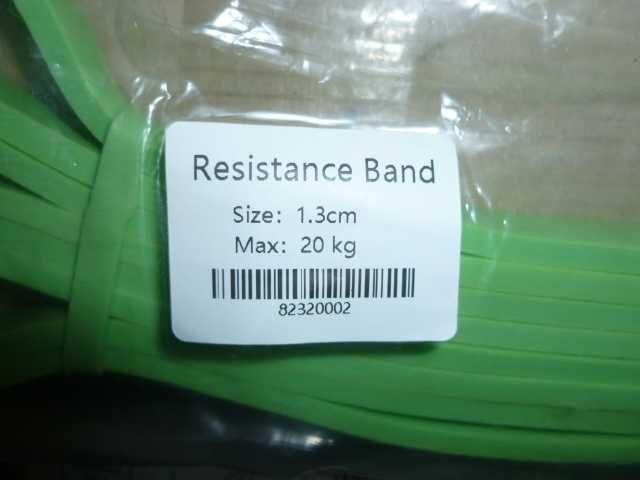 Resistance Band
Size: 1.3cm
Max: 20 kg
82320002